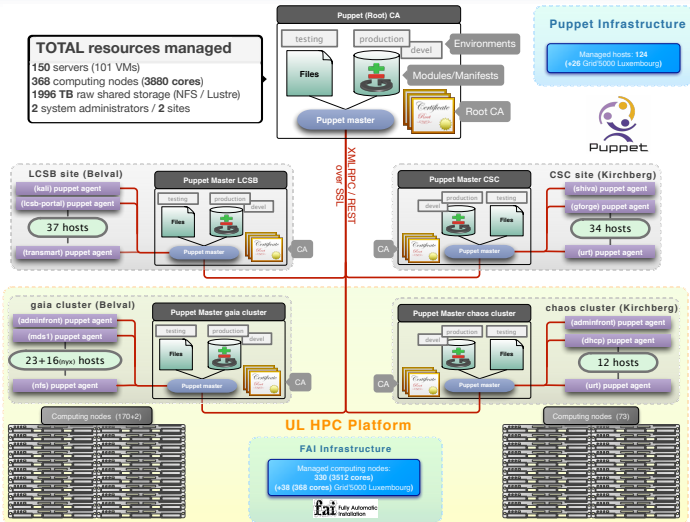 Puppet (Root) CA
testing
production
devel
Environments
Files
Modules/Manifests
Certificate
Root
Root CA
Puppet master
TOTAL resources managed
150 servers (101 VMs)
368 computing nodes (3880 cores)
1996 TB raw shared storage (NFS / Lustre)
2 system administrators / 2 sites
Puppet Infrastructure
Managed hosts: 124
(+26 Grid'5000 Luxembourg)
Puppet
XMLRPC / REST
over SSL
LCSB site (Belval)
(kali) puppet agent
(lcsb-portal) puppet agent
37 hosts
(transmart) puppet agent
Puppet Master LCSB
testing
production
devel
Files
Certificate
Puppet master
CA
Puppet Master CSC
testing
production
devel
Files
Certificate
Puppet master
CA
CSC site (Kirchberg)
(shiva) puppet agent
(gforge) puppet agent
34 hosts
(urt) puppet agent
gaia cluster (Belval)
(adminfront) puppet agent
(mds1) puppet agent
23+16(nyx) hosts
(nfs) puppet agent
Puppet Master gaia cluster
testing
production
devel
Files
Certificate
Puppet master
CA
Computing nodes (170+2)
Puppet Master chaos cluster
testing
production
devel
Files
Certificate
Puppet master
CA
chaos cluster (Kirchberg)
(adminfront) puppet agent
(dhcp) puppet agent
12 hosts
(urt) puppet agent
Computing nodes (73)
UL HPC Platform
FAI Infrastructure
Managed computing nodes:
330 (3512 cores)
(+38 (368 cores) Grid'5000 Luxembourg)
fai Fully Automatic
Installation